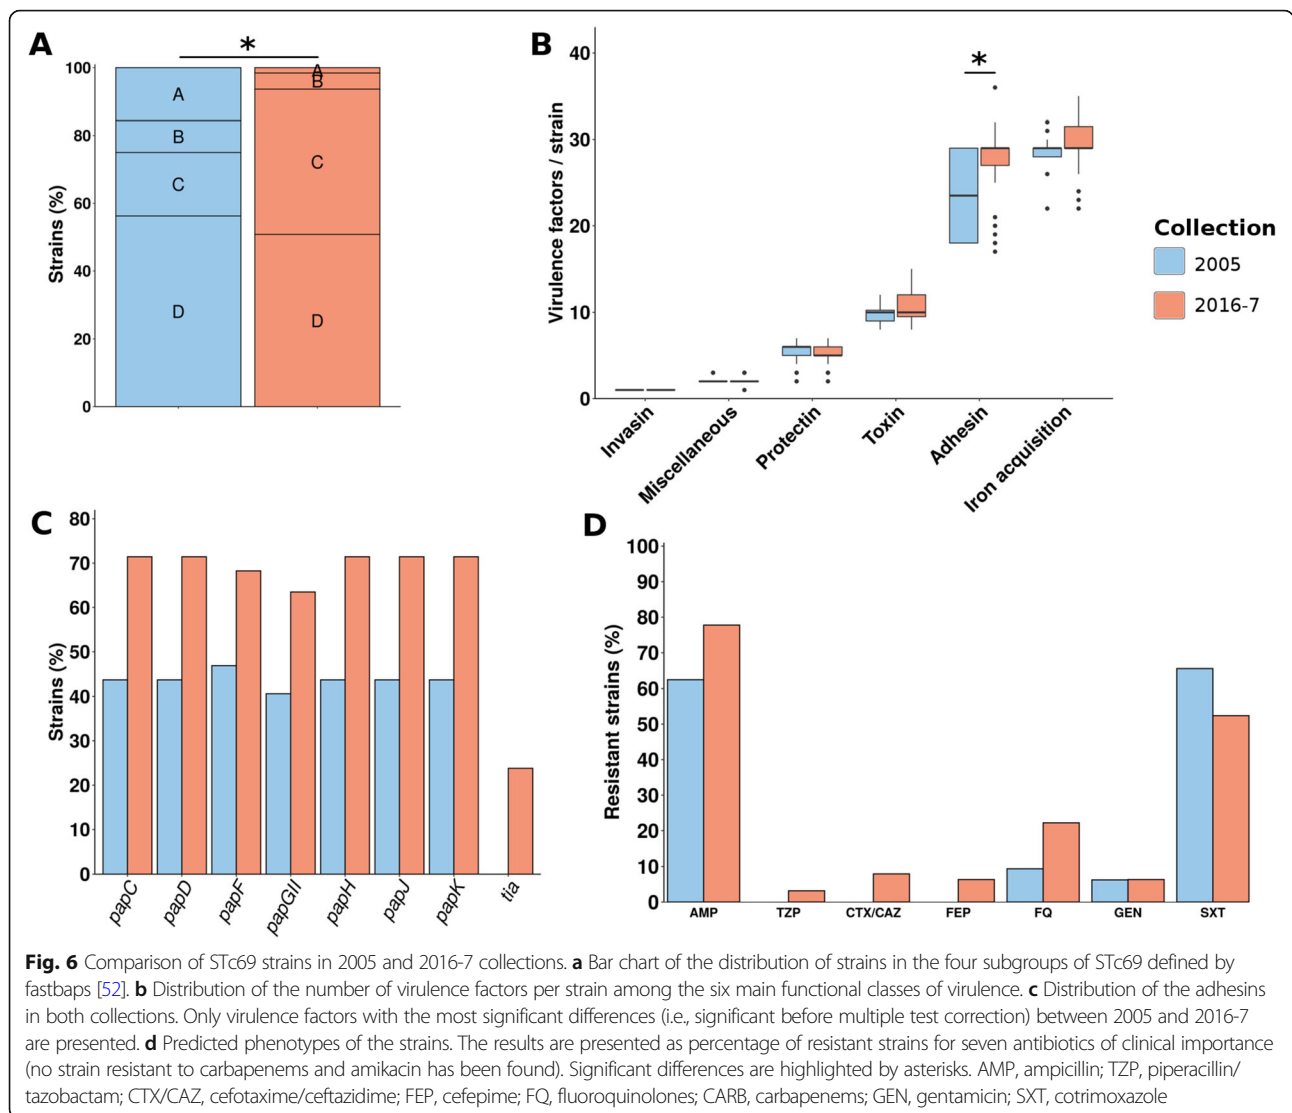 A
*
100
80
60
40
20
0
Strains (%)
A
B
C
D
A
B
C
D
B
*
40
30
20
10
0
Virulence factors / strain
Invasin
Miscellaneous
Protectin
Toxin
Adhesin
Iron acquisition
Collection
2005
2016-7
C
80
70
60
50
40
30
20
10
0
Strains (%)
papC
papD
papF
papGII
papH
papJ
papK
tia
D
100
90
80
70
60
50
40
30
20
10
0
Resistant strains (%)
AMP
TZP
CTX/CAZ
FEP
FQ
GEN
SXT
Fig. 6 Comparison of STc69 strains in 2005 and 2016-7 collections. a Bar chart of the distribution of strains in the four subgroups of STc69 defined by
fastbaps [52]. b Distribution of the number of virulence factors per strain among the six main functional classes of virulence. c Distribution of the adhesins
in both collections. Only virulence factors with the most significant differences (i.e., significant before multiple test correction) between 2005 and 2016-7
are presented. d Predicted phenotypes of the strains. The results are presented as percentage of resistant strains for seven antibiotics of clinical importance
(no strain resistant to carbapenems and amikacin has been found). Significant differences are highlighted by asterisks. AMP, ampicillin; TZP, piperacillin/
tazobactam; CTX/CAZ, cefotaxime/ceftazidime; FEP, cefepime; FQ, fluoroquinolones; CARB, carbapenems; GEN, gentamicin; SXT, cotrimoxazole